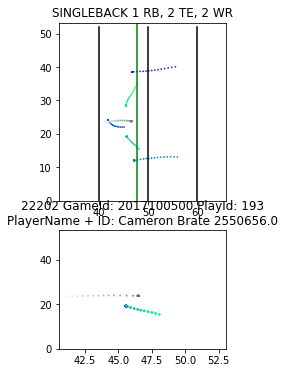 SINGLEBACK 1 RB, 2 TE, 2 WR
50
40
30
20
10
0
40 50 60
22202 GameId: 2017100500 PlayId: 193
PlayerName + ID: Cameron Brate 2550656.0
40
20
0
42.5 45.0 47.5 50.0 52.5